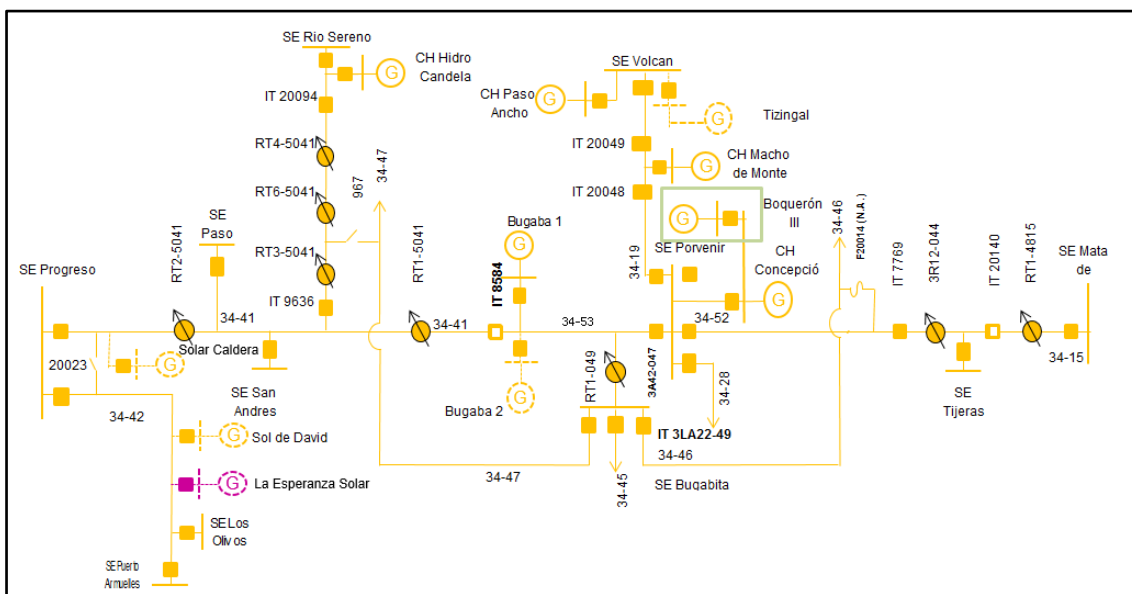 SE Rio Sereno
CH Hidro
Candela
G
IT 20094
RT4-5041
RT6-5041
RT3-5041
IT 9636
967
34-47
SE
Paso
RT2-5041
SE Progreso
34-41
20023
Solar Caldera
G
SE San
Andres
34-42
G
Sol de David
G
La Esperanza Solar
SE Los
Olivos
SE Puerto
Armuelles
RT1-5041
34-41
IT 8584
Bugaba 1
G
34-53
Bugaba 2
G
34-47
SE Volcan
CH Paso
Ancho
G
G
Tizingal
IT 20049
CH Macho
de Monte
G
IT 20048
G
Boquerón
III
34-19
SE Porvenir
CH
Concepció
G
34-52
RT1-049
3A42-047
34-28
IT 3LA22-49
34-46
34-45
SE Bugabita
34-46
F20014 (N.A.)
IT 7769
3R12-044
IT 20140
RT1-4815
SE Mata
de
34-15
SE
Tijeras